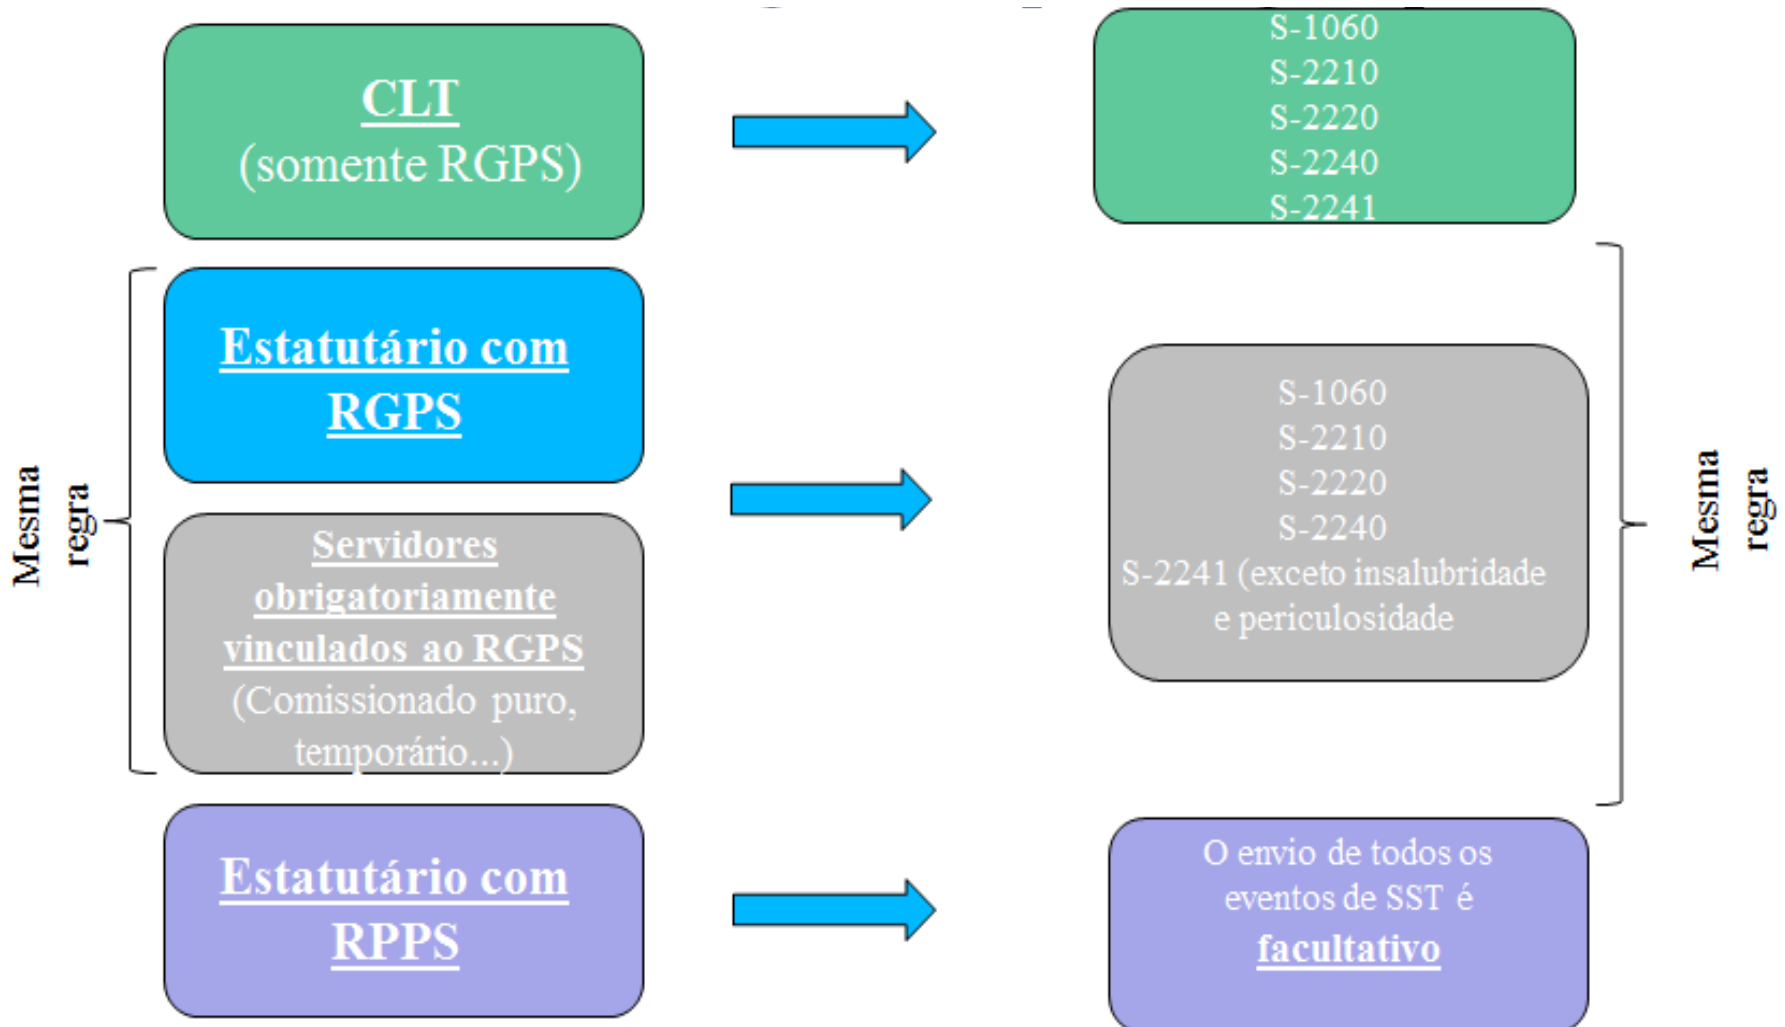 CLT
(somente RGPS)
S-1060
S-2210
S-2220
S-2240
S-2241
Mesma
regra
Estatutário com
RGPS
Servidores
obrigatoriamente
vinculados ao RGPS
(Comissionado puro,
temporário...)
S-1060
S-2210
S-2220
S-2240
S-2241 (exceto insalubridade
e periculosidade
Mesma
regra
Estatutário com
RPPS
O envio de todos os
eventos de SST é
facultativo